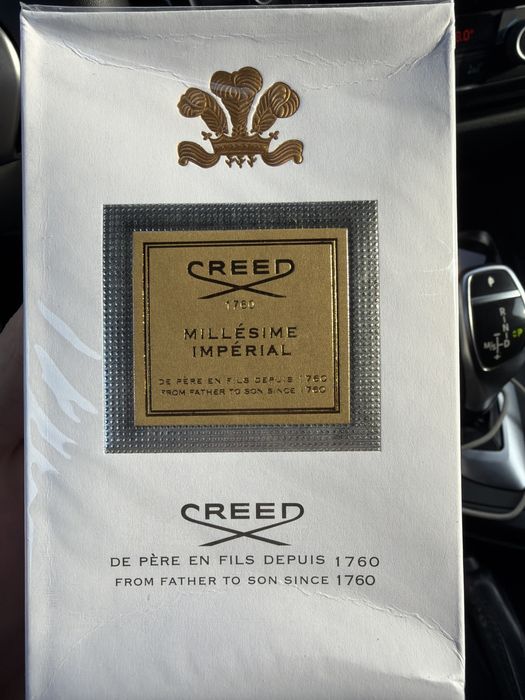 CREED
1760
MILLÉSIME
IMPÉRIAL
DE PÈRE EN FILS DEPUIS 1760
FROM FATHER TO SON SINCE 1760
CREED
DE PÈRE EN FILS DEPUIS 1760
FROM FATHER TO SON SINCE 1760
R
N
D
P